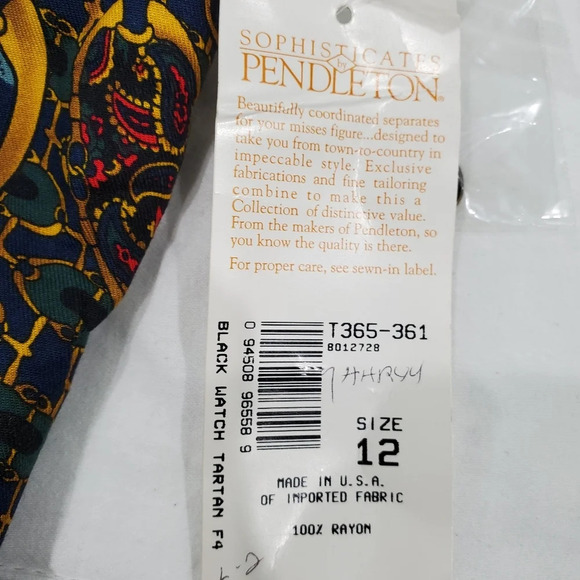 SOPHISTICATES
by
PENDLETON®
Beautifully coordinated separates
for your misses figure...designed to
take you from town-to-country in
impeccable style. Exclusive
fabrications and fine tailoring
combine to make this a
Collection of distinctive value.
From the makers of Pendleton, so
you know the quality is there.
For proper care, see sewn-in label.
T365-361
8012728
0 94508 96558 9
BLACK WATCH TARTAN F4
SIZE
12
MADE IN U.S.A.
OF IMPORTED FABRIC
100% RAYON